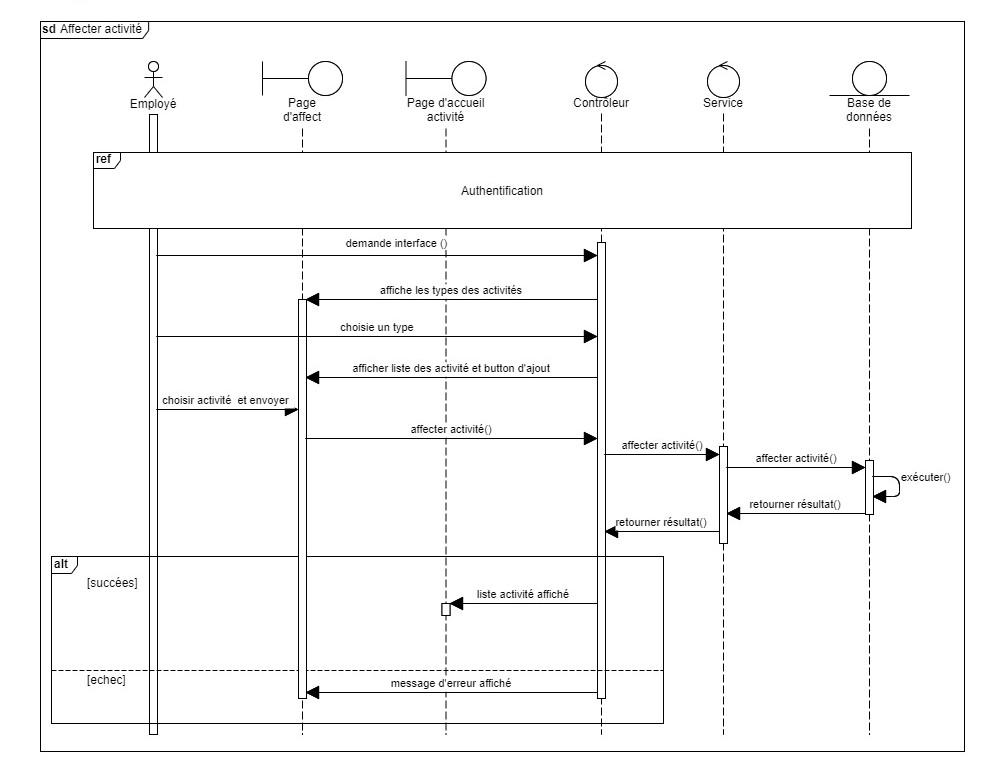 sd Affecter activité
Employé
Page
d'affect
Page d'accueil
activité
Contrôleur
Service
Base de
données
ref
Authentification
demande interface ()
affiche les types des activités
choisie un type
afficher liste des activité et button d'ajout
choisir activité et envoyer
affecter activité()
affecter activité()
affecter activité()
exécuter()
retourner résultat()
retourner résultat()
alt
[succées]
liste activité affiché
[echec]
message d'erreur affiché